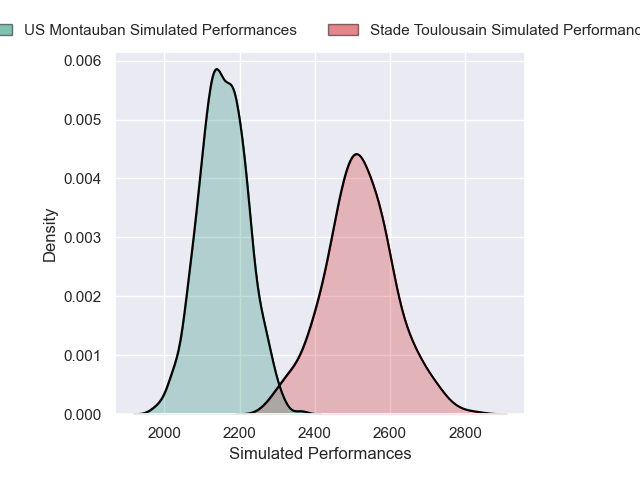 US Montauban Simulated Performances Stade Toulousain Simulated Performanc
0.006
0.005
0.004
0.003
0.002
0.001
0.000
Density
2000 2200 2400 2600 2800
Simulated Performances